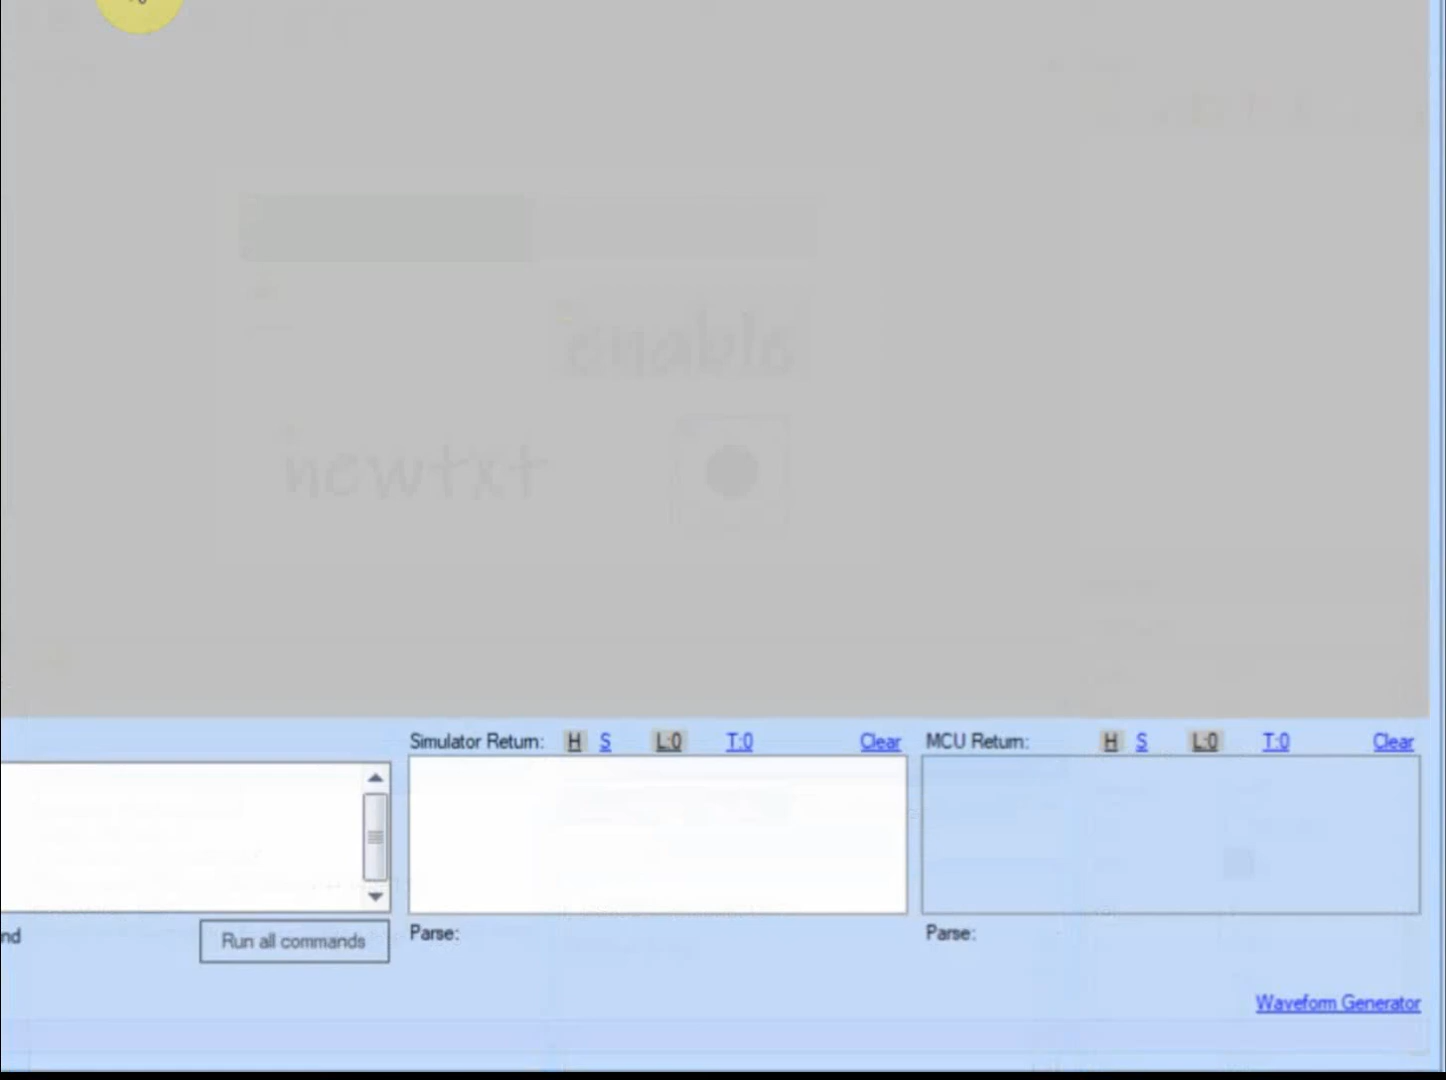 enable
newtxt
Simulator Return: H S L:0 T:0 Clear MCU Return: H S L:0 T:0 Clear
nd Run all commands Parse: Parse:
Waveform Generator